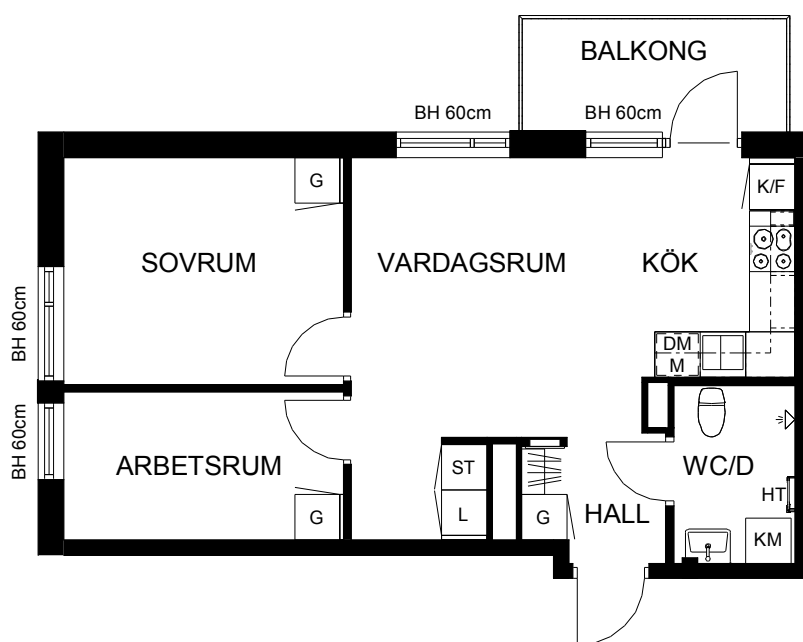 BALKONG
BH 60cm
BH 60cm
G
K/F
SOVRUM
VARDAGSRUM
KÖK
BH 60cm
DM
M
BH 60cm
ARBETSRUM
ST
WC/D
L
G
G
HALL
HT
KM